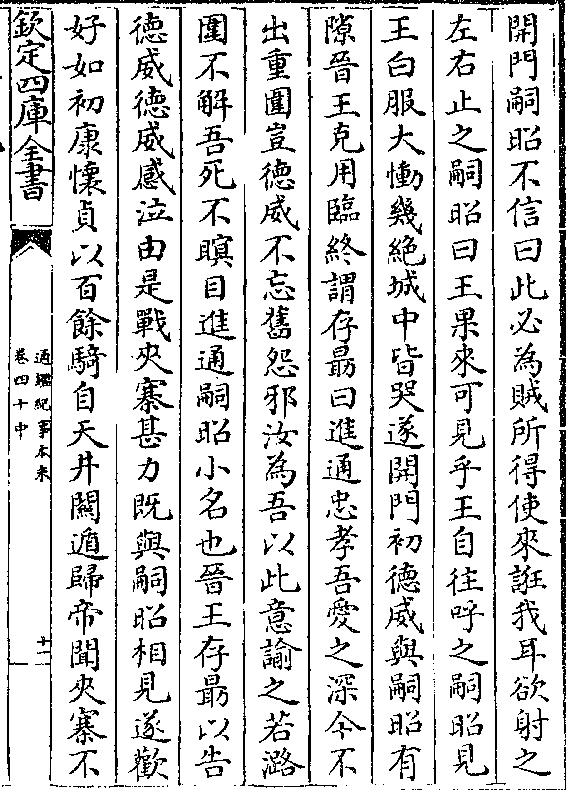 開門嗣昭不信曰此必為賊所得使來誑我耳欲射之
左右止之嗣昭曰王果來可見乎王自往呼之嗣昭見
王白服大慟幾絶城中皆哭遂開門初德威與嗣昭有
隙晉王克用臨終謂存朂曰進通忠孝吾愛之深今不
出重圍豈德威不忘舊怨邪汝為吾以此意諭之若潞
圍不解吾死不瞑目進通嗣昭小名也晉王存朂以告
德威德威感泣由是戰夾寨甚力既與嗣昭相見遂歡
好如初康懷貞以百餘騎自天井關遁歸帝聞夾寨不
欽定四庫全書
通鑑紀事本末
卷四十中
十一